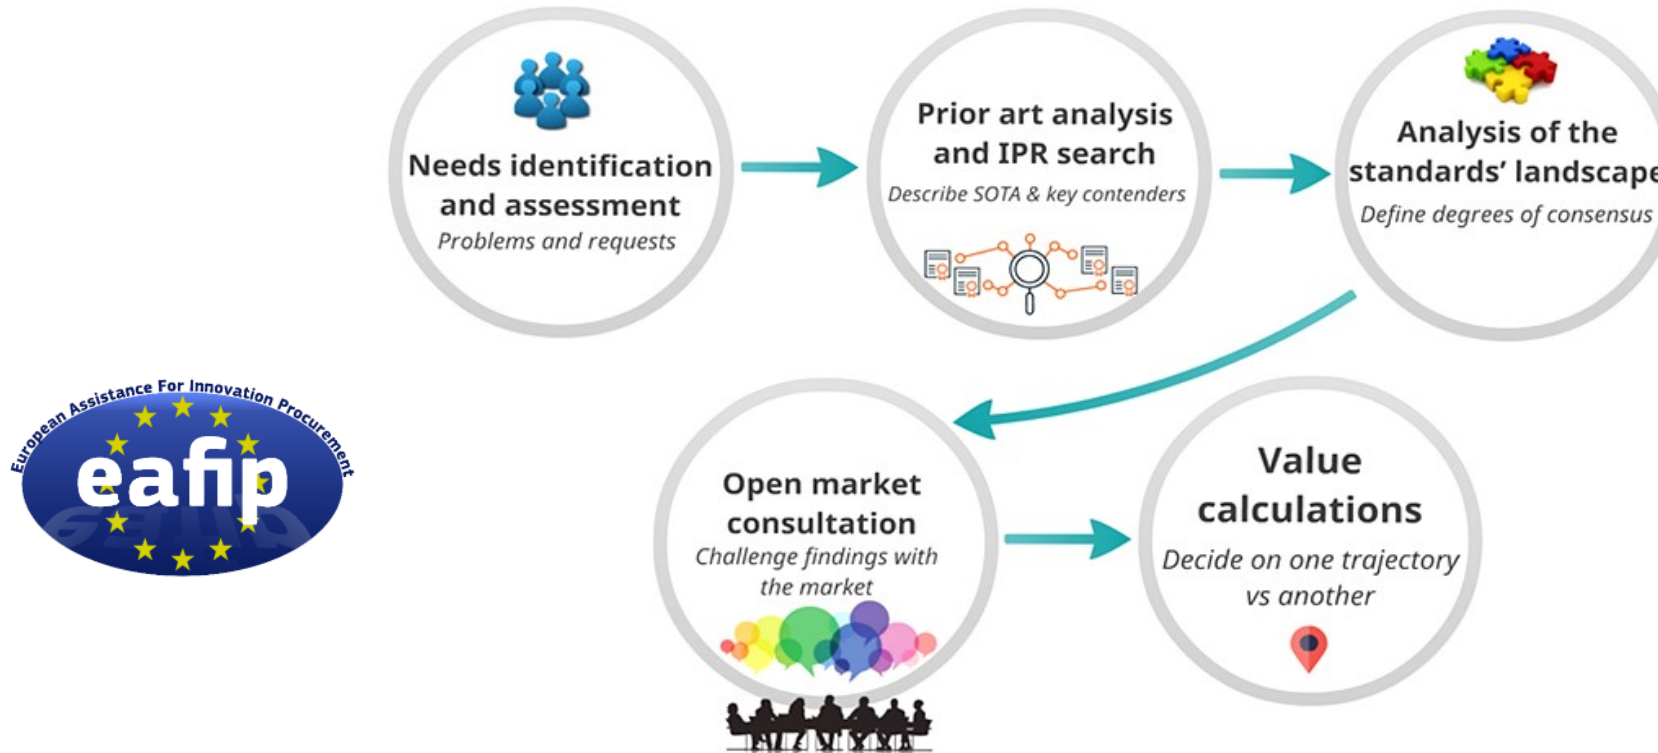 Needs identification
and assessment
Problems and requests
Prior art analysis
and IPR search
Describe SOTA & key contenders
Analysis of the
standards' landscape
Define degrees of consensus
European Assistance For Innovation Procurement
eafip
Open market
consultation
Challenge findings with
the market
Value
calculations
Decide on one trajectory
vs another